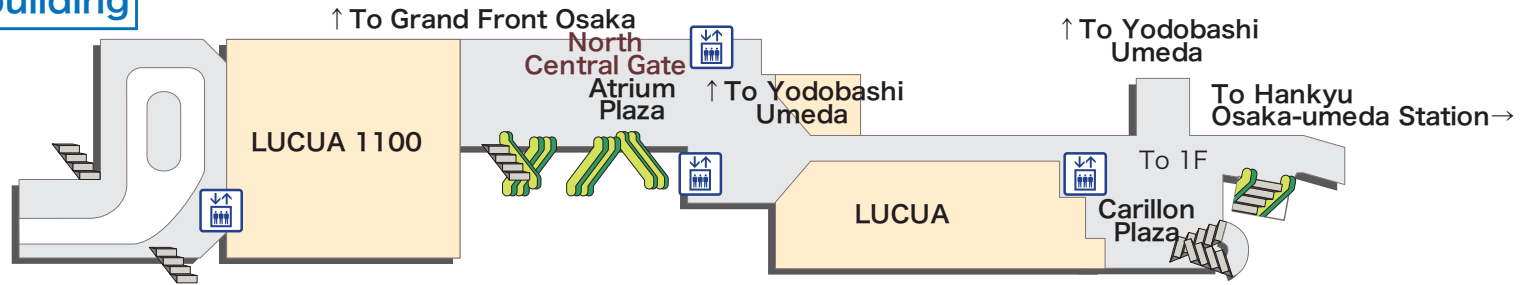 building
↑To Grand Front Osaka
North
Central Gate
Atrium
Plaza
↑To Yodobashi
Umeda
↑To Yodobashi
Umeda
To Hankyu
Osaka-umeda Station→
LUCUA 1100
To 1F
LUCUA
Carillon
Plaza